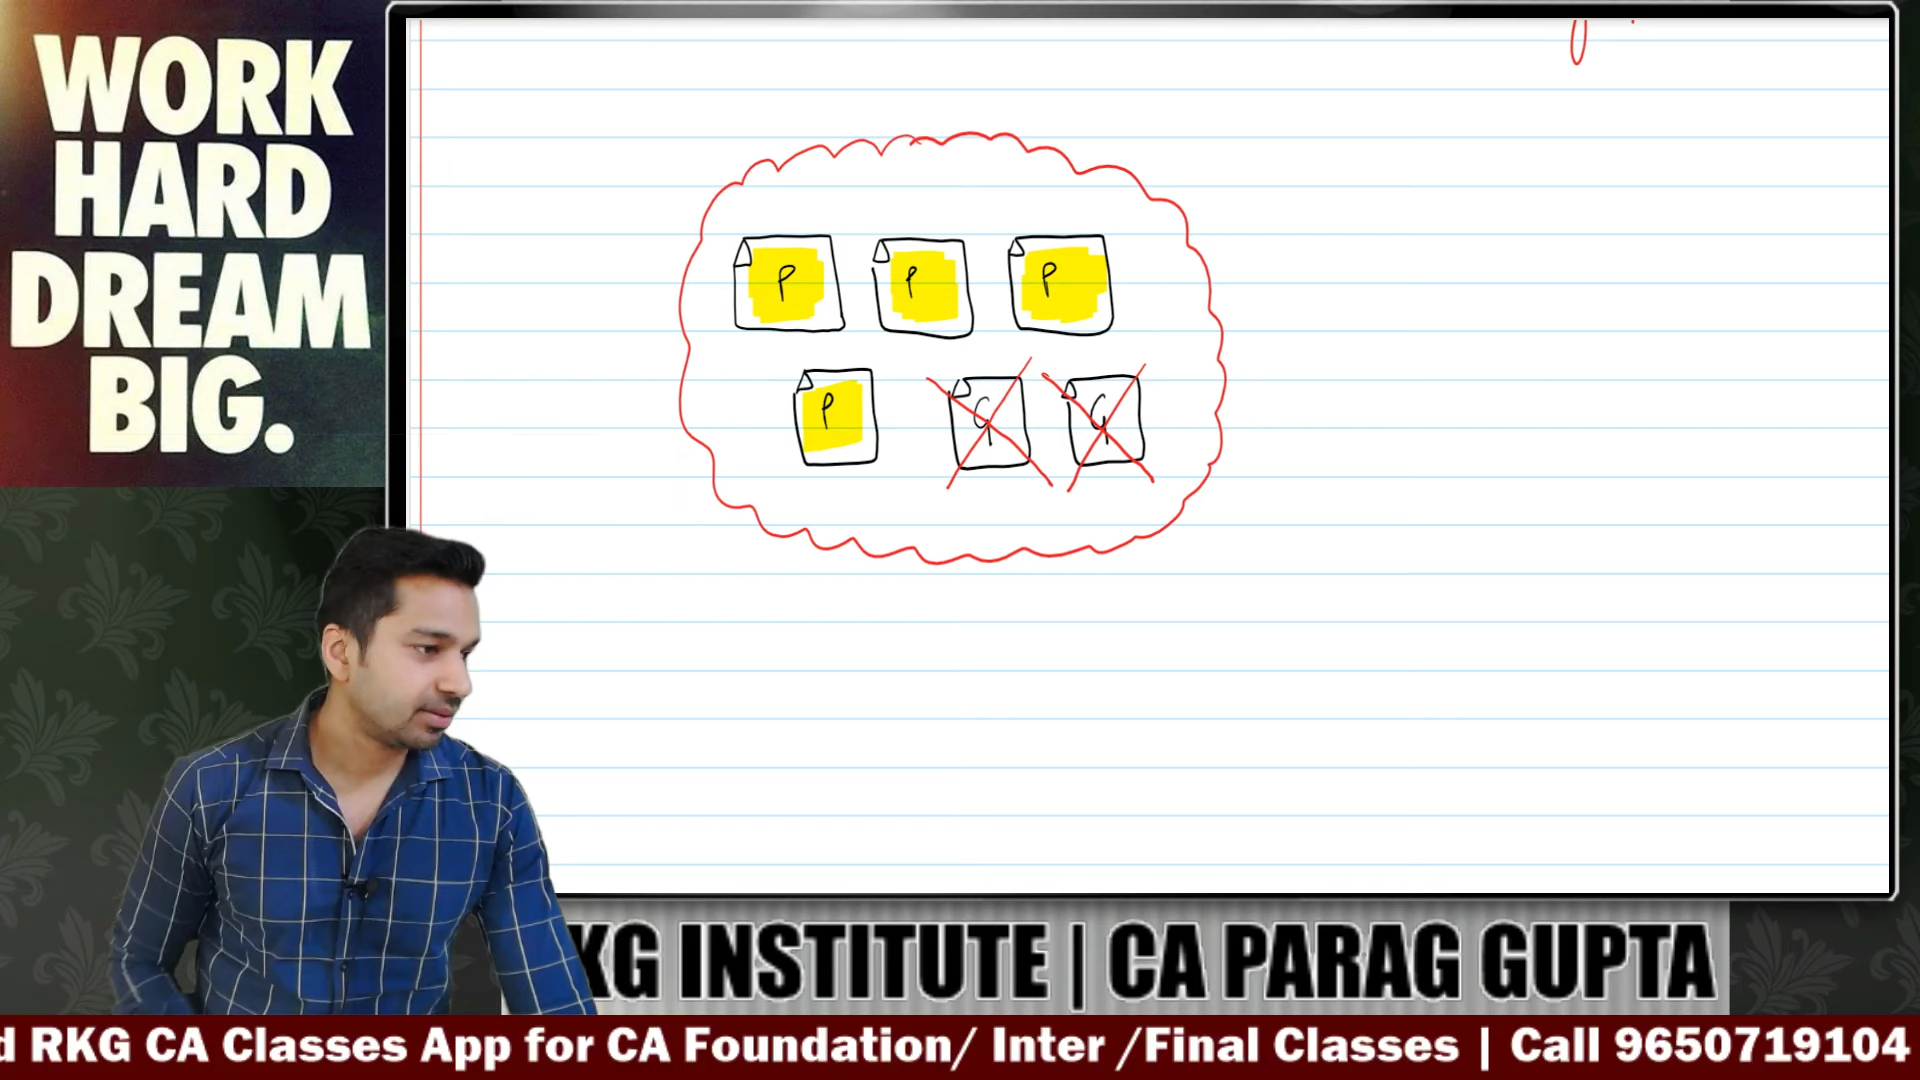 WORK
HARD
DREAM
BIG.
P P P
P G G
KG INSTITUTE | CA PARAG GUPTA
d RKG CA Classes App for CA Foundation/ Inter /Final Classes | Call 9650719104